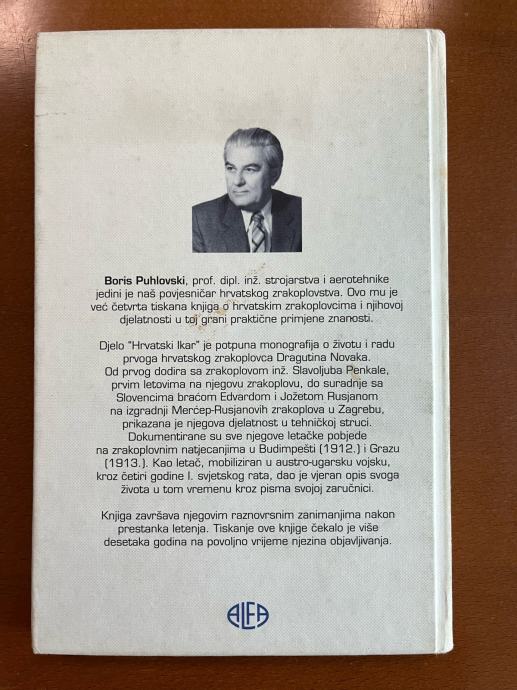 Boris Puhlovski, prof. dipl. inž. strojarstva i aerotehnike
jedini je naš povjesničar hrvatskog zrakoplovstva. Ovo mu je
već četvrta tiskana knjiga o hrvatskim zrakoplovcima i njihovoj
djelatnosti u toj grani praktične primjene znanosti.
Djelo "Hrvatski Ikar" je potpuna monografija o životu i radu
prvoga hrvatskog zrakoplovca Dragutina Novaka.
Od prvog dodira sa zrakoplovom inž. Slavoljuba Penkale,
prvim letovima na njegovu zrakoplovu, do suradnje sa
Slovencima braćom Edvardom i Jožetom Rusjanom
na izgradnji Merćep-Rusjanovih zrakoplova u Zagrebu,
prikazana je njegova djelatnost u tehničkoj struci.
Dokumentirane su sve njegove letačke pobjede
na zrakoplovnim natjecanjima u Budimpešti (1912.) i Grazu
(1913.). Kao letač, mobiliziran u austro-ugarsku vojsku,
kroz četiri godine I. svjetskog rata, dao je vjeran opis svoga
života u tom vremenu kroz pisma svojoj zaručnici.
Knjiga završava njegovim raznovrsnim zanimanjima nakon
prestanka letenja. Tiskanje ove knjige čekalo je više
desetaka godina na povoljno vrijeme njezina objavljivanja.
ALFA